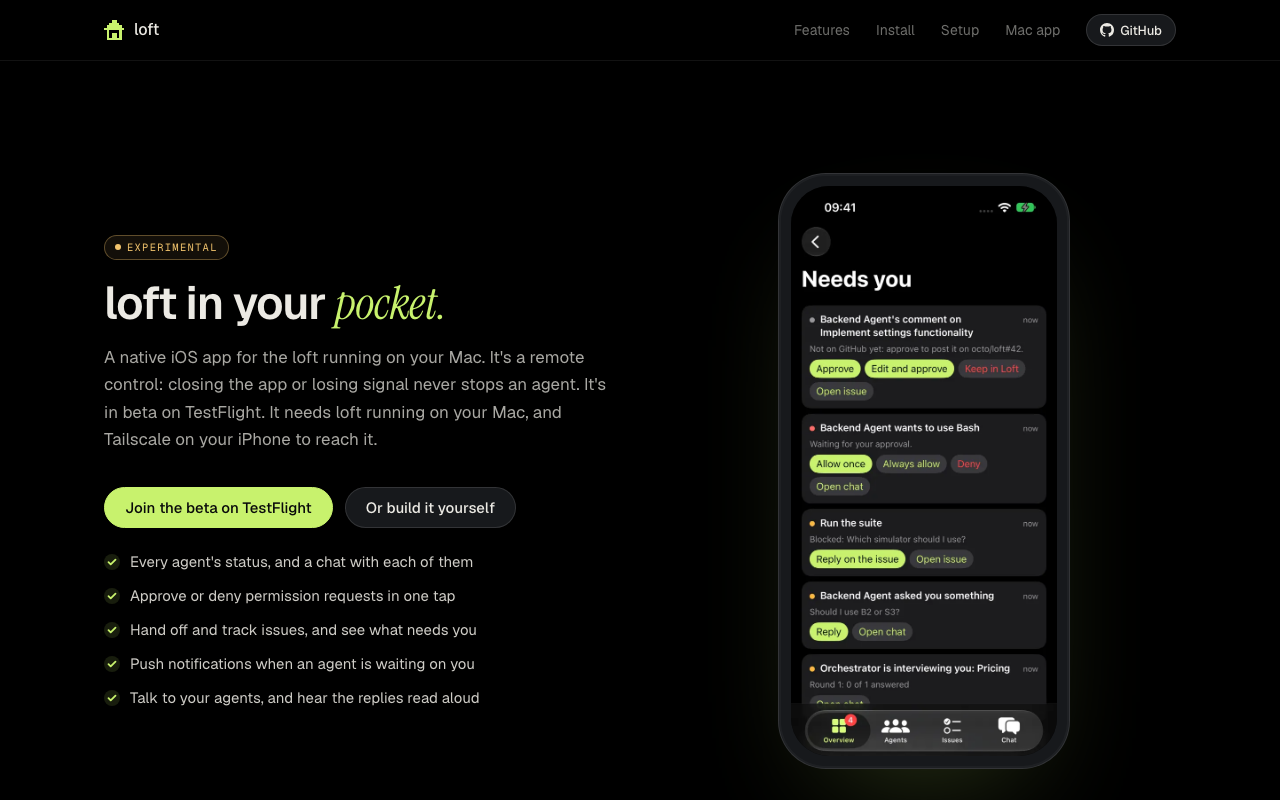 loft
Features
Install
Setup
Mac app
GitHub
EXPERIMENTAL
loft in your pocket.
A native iOS app for the loft running on your Mac. It's a remote
control: closing the app or losing signal never stops an agent. It's
in beta on TestFlight. It needs loft running on your Mac, and
Tailscale on your iPhone to reach it.
Join the beta on TestFlight
Or build it yourself
Every agent's status, and a chat with each of them
Approve or deny permission requests in one tap
Hand off and track issues, and see what needs you
Push notifications when an agent is waiting on you
Talk to your agents, and hear the replies read aloud
09:41
Needs you
Backend Agent's comment on
Implement settings functionality
now
Not on GitHub yet: approve to post it on octo/loft#42.
Approve
Edit and approve
Keep in Loft
Open issue
Backend Agent wants to use Bash
now
Waiting for your approval.
Allow once
Always allow
Deny
Open chat
Run the suite
now
Blocked: Which simulator should I use?
Reply on the issue
Open issue
Backend Agent asked you something
now
Should I use B2 or S3?
Reply
Open chat
Orchestrator is interviewing you: Pricing
now
Round 1: 0 of 1 answered
Open chat
4
Overview
Agents
Issues
Chat